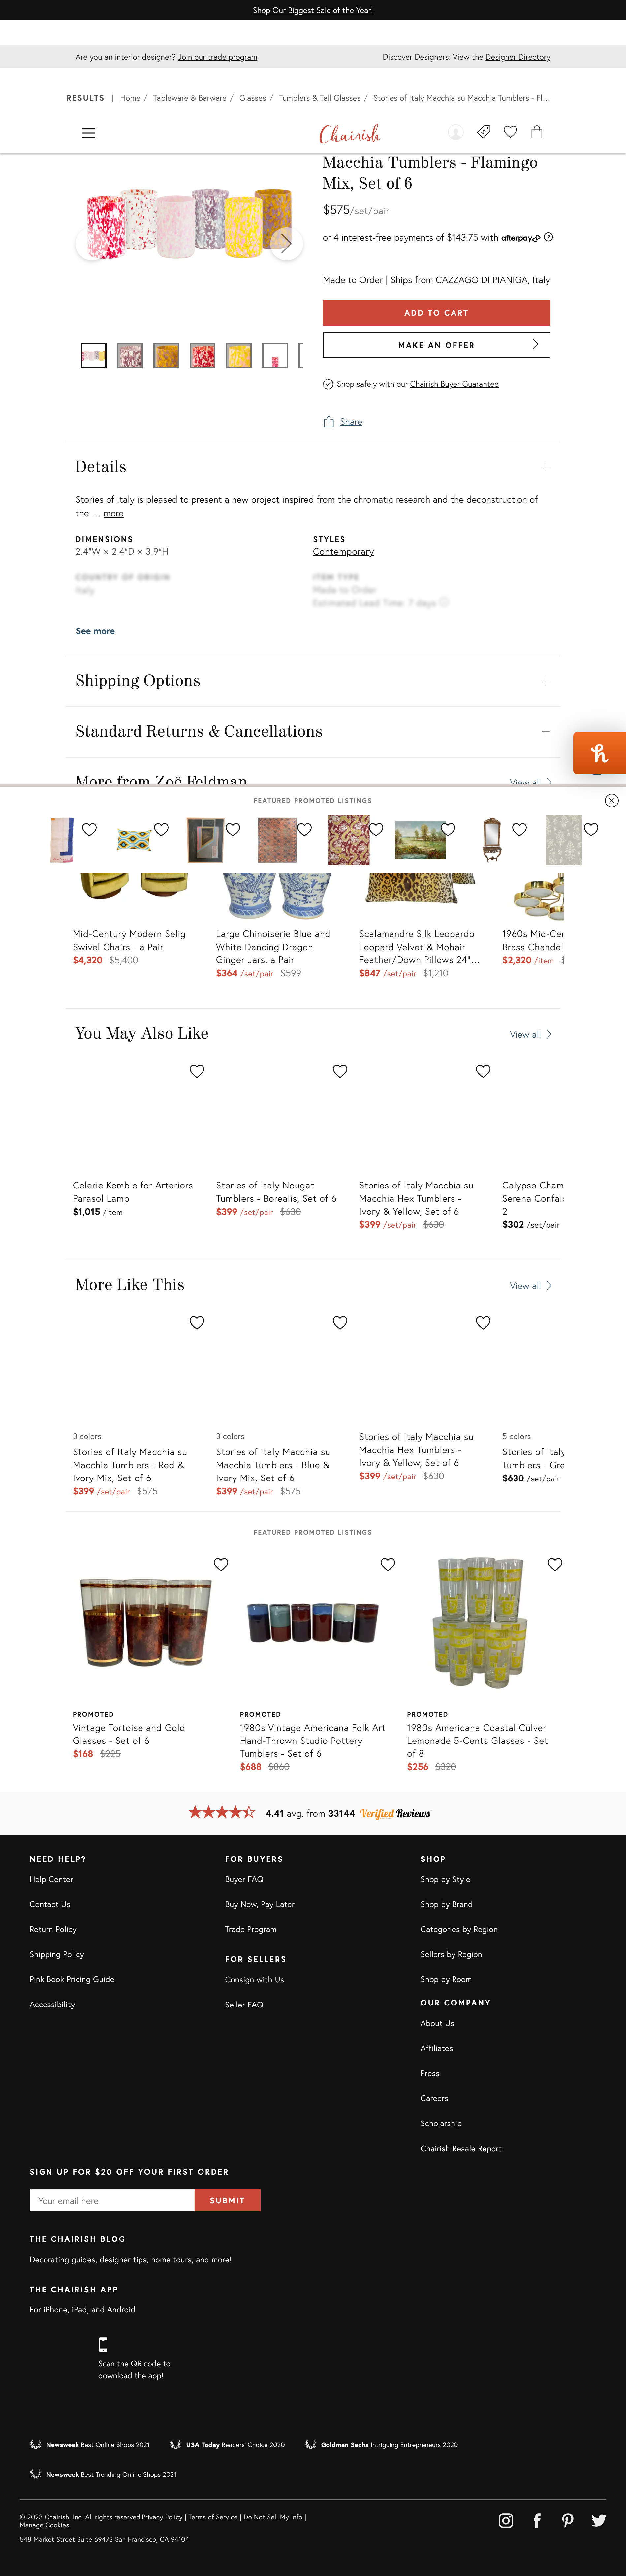 Shop Our Biggest Sale of the Year!
Are you an interior designer? Join our trade program
Discover Designers: View the Designer Directory
RESULTS | Home / Tableware & Barware / Glasses / Tumblers & Tall Glasses / Stories of Italy Macchia su Macchia Tumblers - Fl...
Chairish
Macchia Tumblers - Flamingo
Mix, Set of 6
$575/set/pair
or 4 interest-free payments of $143.75 with afterpay ?
Made to Order | Ships from CAZZAGO DI PIANIGA, Italy
ADD TO CART
MAKE AN OFFER
Shop safely with our Chairish Buyer Guarantee
Share
Details
Stories of Italy is pleased to present a new project inspired from the chromatic research and the deconstruction of
the ... more
DIMENSIONS
2.4ʺW × 2.4ʺD × 3.9ʺH
STYLES
Contemporary
COUNTRY OF ORIGIN
Italy
ITEM TYPE
Made to Order
Estimated Lead Time: 7 days
See more
Shipping Options
Standard Returns & Cancellations
More from Zoë Feldman
View all
FEATURED PROMOTED LISTINGS
Mid-Century Modern Selig
Swivel Chairs - a Pair
$4,320 $5,400
Large Chinoiserie Blue and
White Dancing Dragon
Ginger Jars, a Pair
$364 /set/pair $599
Scalamandre Silk Leopardo
Leopard Velvet & Mohair
Feather/Down Pillows 24"...
$847 /set/pair $1,210
1960s Mid-Cen
Brass Chandel
$2,320 /item
You May Also Like
View all
Celerie Kemble for Arteriors
Parasol Lamp
$1,015 /item
Stories of Italy Nougat
Tumblers - Borealis, Set of 6
$399 /set/pair $630
Stories of Italy Macchia su
Macchia Hex Tumblers -
Ivory & Yellow, Set of 6
$399 /set/pair $630
Calypso Cham
Serena Confal
2
$302 /set/pair
More Like This
View all
3 colors
Stories of Italy Macchia su
Macchia Tumblers - Red &
Ivory Mix, Set of 6
$399 /set/pair $575
3 colors
Stories of Italy Macchia su
Macchia Tumblers - Blue &
Ivory Mix, Set of 6
$399 /set/pair $575
Stories of Italy Macchia su
Macchia Hex Tumblers -
Ivory & Yellow, Set of 6
$399 /set/pair $630
5 colors
Stories of Italy
Tumblers - Gre
$630 /set/pair
FEATURED PROMOTED LISTINGS
PROMOTED
Vintage Tortoise and Gold
Glasses - Set of 6
$168 $225
PROMOTED
1980s Vintage Americana Folk Art
Hand-Thrown Studio Pottery
Tumblers - Set of 6
$688 $860
PROMOTED
1980s Americana Coastal Culver
Lemonade 5-Cents Glasses - Set
of 8
$256 $320
4.41 avg. from 33144 Verified Reviews
NEED HELP?
Help Center
Contact Us
Return Policy
Shipping Policy
Pink Book Pricing Guide
Accessibility
FOR BUYERS
Buyer FAQ
Buy Now, Pay Later
Trade Program
FOR SELLERS
Consign with Us
Seller FAQ
SHOP
Shop by Style
Shop by Brand
Categories by Region
Sellers by Region
Shop by Room
OUR COMPANY
About Us
Affiliates
Press
Careers
Scholarship
Chairish Resale Report
SIGN UP FOR $20 OFF YOUR FIRST ORDER
Your email here
SUBMIT
THE CHAIRISH BLOG
Decorating guides, designer tips, home tours, and more!
THE CHAIRISH APP
For iPhone, iPad, and Android
Scan the QR code to
download the app!
Newsweek Best Online Shops 2021
USA Today Readers' Choice 2020
Goldman Sachs Intriguing Entrepreneurs 2020
Newsweek Best Trending Online Shops 2021
© 2023 Chairish, Inc. All rights reserved. Privacy Policy | Terms of Service | Do Not Sell My Info |
Manage Cookies
548 Market Street Suite 69473 San Francisco, CA 94104